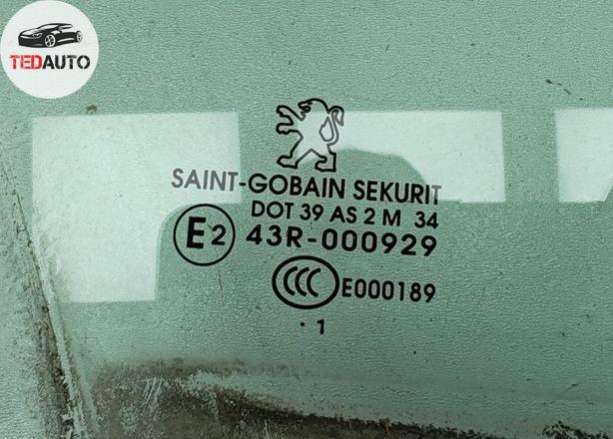 TEDAUTO
SAINT-GOBAIN SEKURIT
DOT 39 AS 2 M 34
E2 43R-000929
CCC E000189
· 1